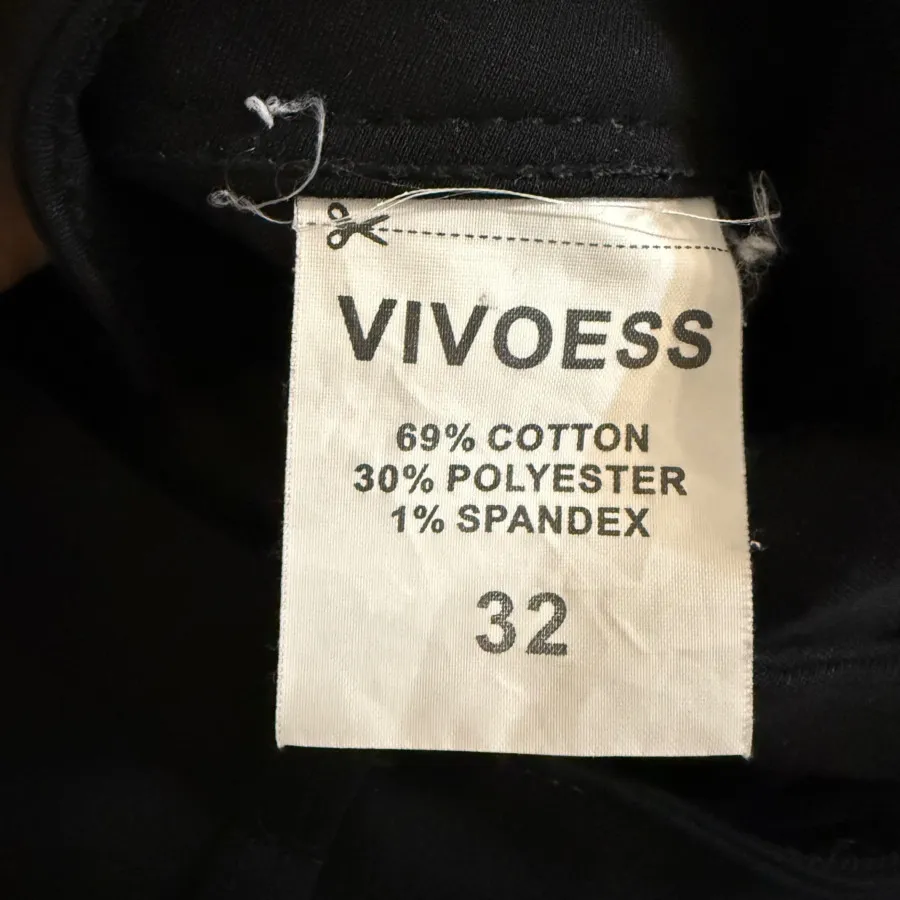 VIVOESS
69% COTTON
30% POLYESTER
1% SPANDEX
32